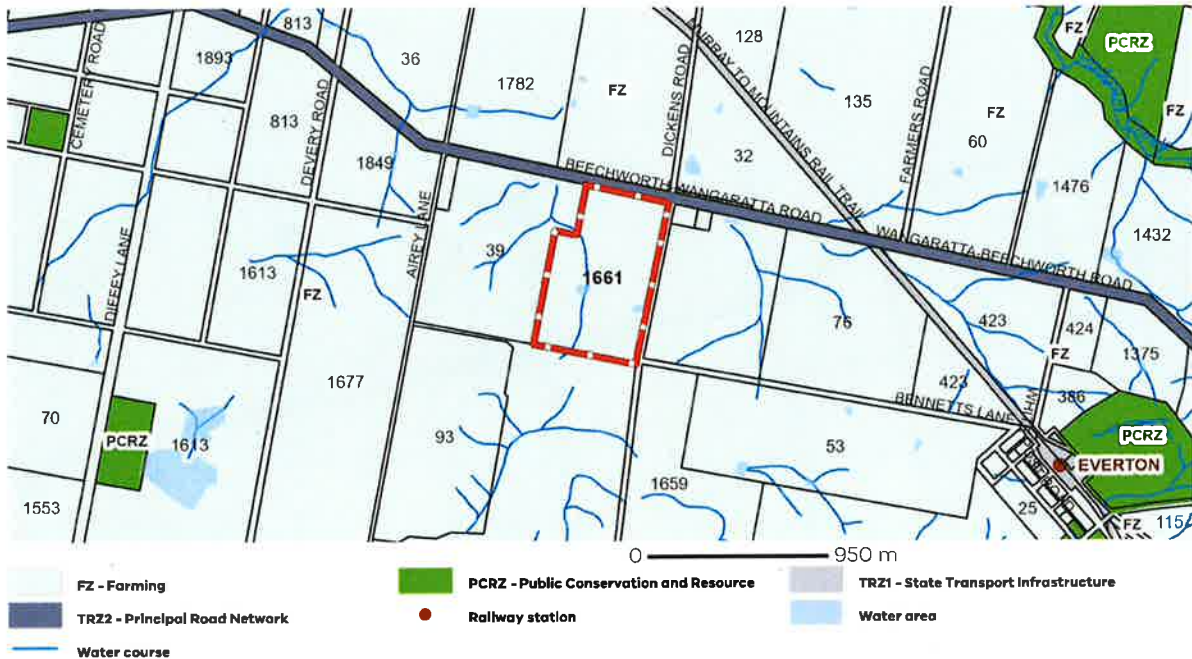 813
128
FZ
PCRZ
1893
36
1782
FZ
CEMETERY ROAD
DEVERY ROAD
DICKENS ROAD
MURRAY TO MOUNTAINS RAIL TRAIL
135
FARMERS ROAD
FZ
FZ
813
1849
32
60
1476
BEECHWORTH-WANGARATTA ROAD
WANGARATTA-BEECHWORTH ROAD
1432
DIFFEY LANE
AIREY LANE
39
1661
1613
FZ
76
423
424
FZ
1375
1677
423
386
BENNETTS LANE
70
PCRZ
1613
93
53
PCRZ
EVERTON
1553
1659
25
FZ
115
0 950 m
FZ - Farming
PCRZ - Public Conservation and Resource
TRZ1 - State Transport Infrastructure
TRZ2 - Principal Road Network
Railway station
Water area
Water course